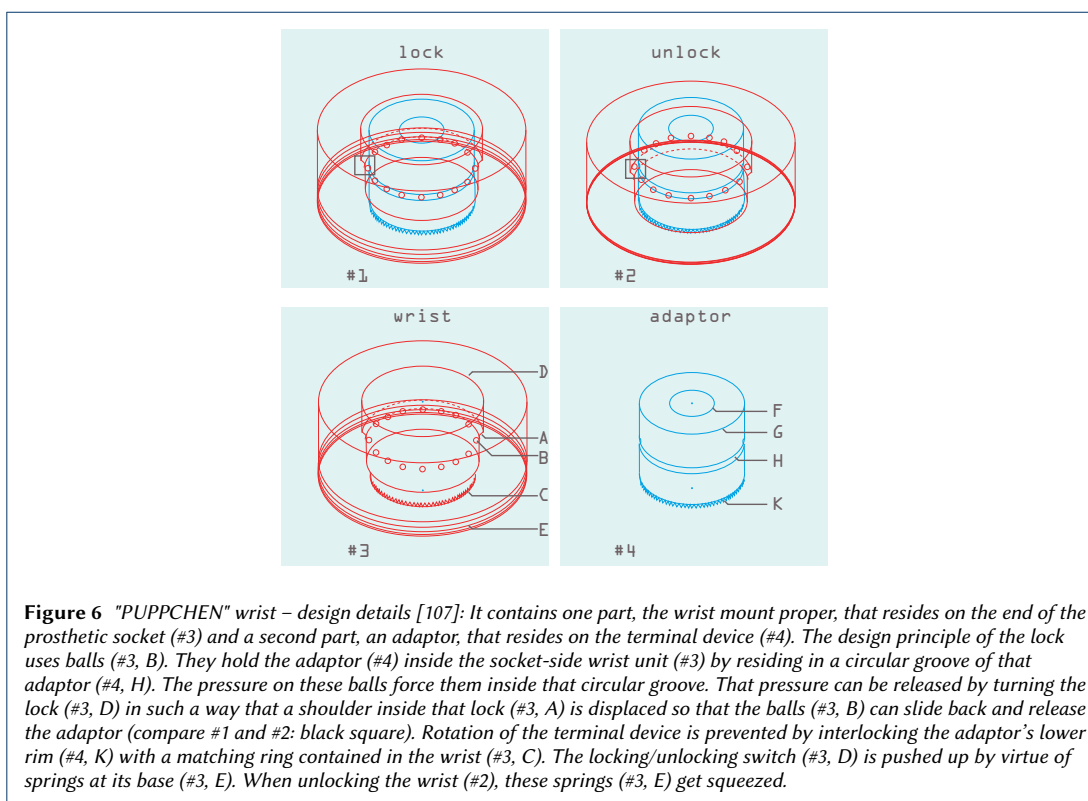 lock
unlock
#1
#2
wrist
adaptor
D
A
B
C
E
#3
F
G
H
K
#4
Figure 6 "PUPPCHEN" wrist – design details [107]: It contains one part, the wrist mount proper, that resides on the end of the
prosthetic socket (#3) and a second part, an adaptor, that resides on the terminal device (#4). The design principle of the lock
uses balls (#3, B). They hold the adaptor (#4) inside the socket-side wrist unit (#3) by residing in a circular groove of that
adaptor (#4, H). The pressure on these balls force them inside that circular groove. That pressure can be released by turning the
lock (#3, D) in such a way that a shoulder inside that lock (#3, A) is displaced so that the balls (#3, B) can slide back and release
the adaptor (compare #1 and #2: black square). Rotation of the terminal device is prevented by interlocking the adaptor's lower
rim (#4, K) with a matching ring contained in the wrist (#3, C). The locking/unlocking switch (#3, D) is pushed up by virtue of
springs at its base (#3, E). When unlocking the wrist (#2), these springs (#3, E) get squeezed.